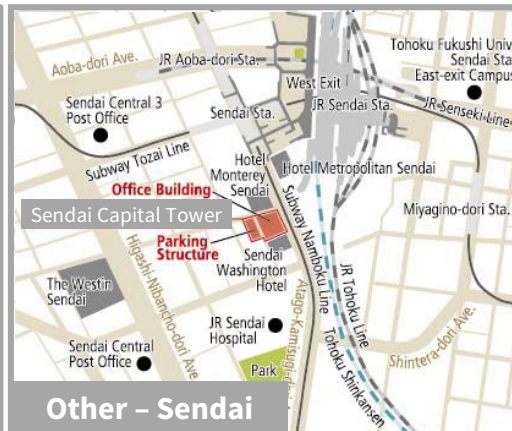 Aoba-dori Ave.
JR Aoba-dori Sta.
Tohoku Fukushi Univ
Sendai Sta
East-exit Campus
West Exit
JR Sendai Sta.
JR Senseki Line
Sendai Central 3
Post Office
Sendai Sta.
Subway Tozai Line
Hotel
Monterey
Sendai
Hotel Metropolitan Sendai
Office Building
Sendai Capital Tower
Parking
Structure
Subway Namboku Line
Miyagino-dori Sta.
Sendai
Washington
Hotel
The Westin
Sendai
Higashi-Nibancho-dori Ave.
JR Tohoku Line
JR Sendai
Hospital
Atago-Kamisugi-d
Shintera-dori Ave.
Sendai Central
Post Office
Park
Tohoku Shinkansen
Other – Sendai